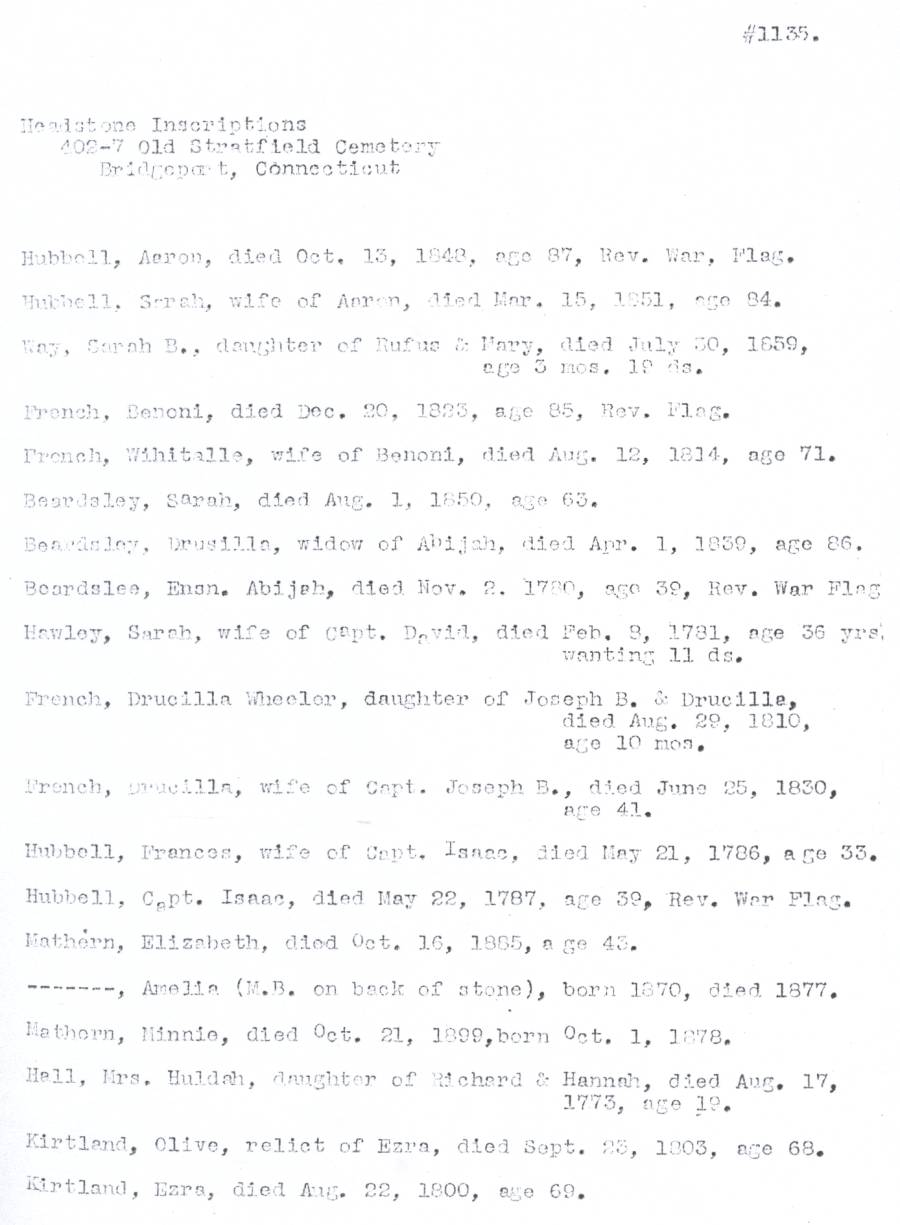 #1135.
Headstone Inscriptions
402-7 Old Stratfield Cemetery
Bridgeport, Connecticut
Hubbell, Aaron, died Oct. 13, 1848, age 87, Rev. War, Flag.
Hubbell, Sarah, wife of Aaron, died Mar. 15, 1851, age 84.
Way, Sarah B., daughter of Rufus & Mary, died July 30, 1859,
age 3 mos. 19 ds.
French, Benoni, died Dec. 20, 1823, age 85, Rev. Flag.
French, Wihitalle, wife of Benoni, died Aug. 12, 1814, age 71.
Beardsley, Sarah, died Aug. 1, 1850, age 63.
Beardsley, Drusilla, widow of Abijah, died Apr. 1, 1839, age 86.
Beardslee, Ensn. Abijah, died Nov. 2. 1780, age 39, Rev. War Flag
Hawley, Sarah, wife of Capt. David, died Feb. 8, 1781, age 36 yrs.
wanting 11 ds.
French, Drucilla Wheeler, daughter of Joseph B. & Drucilla,
died Aug. 29, 1810,
age 10 mos.
French, Drucilla, wife of Capt. Joseph B., died June 25, 1830,
age 41.
Hubbell, Frances, wife of Capt. Isaac, died May 21, 1786, age 33.
Hubbell, Capt. Isaac, died May 22, 1787, age 39, Rev. War Flag.
Mathern, Elizabeth, died Oct. 16, 1885, age 43.
-------, Amelia (M.B. on back of stone), born 1870, died 1877.
Mathern, Minnie, died Oct. 21, 1899, born Oct. 1, 1878.
Hall, Mrs. Huldah, daughter of Richard & Hannah, died Aug. 17,
1773, age 19.
Kirtland, Olive, relict of Ezra, died Sept. 23, 1803, age 68.
Kirtland, Ezra, died Aug. 22, 1800, age 69.